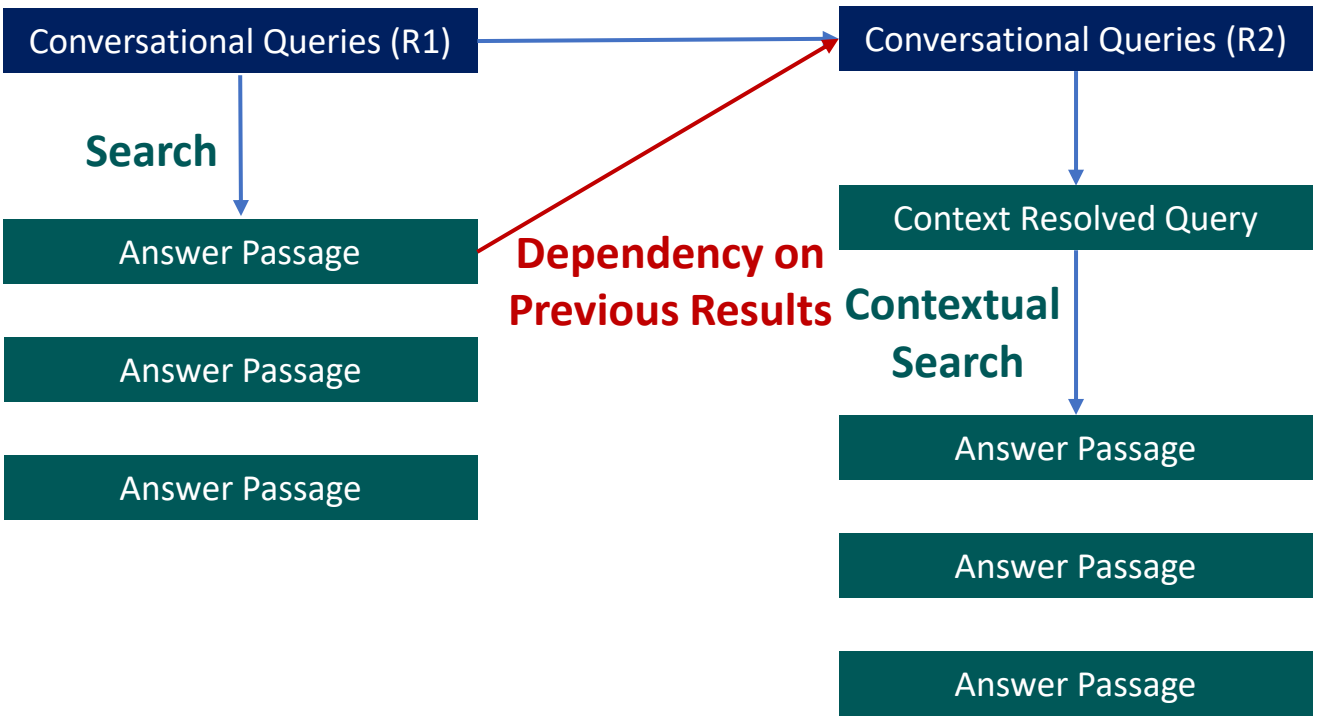 Conversational Queries (R1)
Search
Answer Passage
Answer Passage
Answer Passage
Dependency on
Previous Results
Conversational Queries (R2)
Context Resolved Query
Contextual
Search
Answer Passage
Answer Passage
Answer Passage